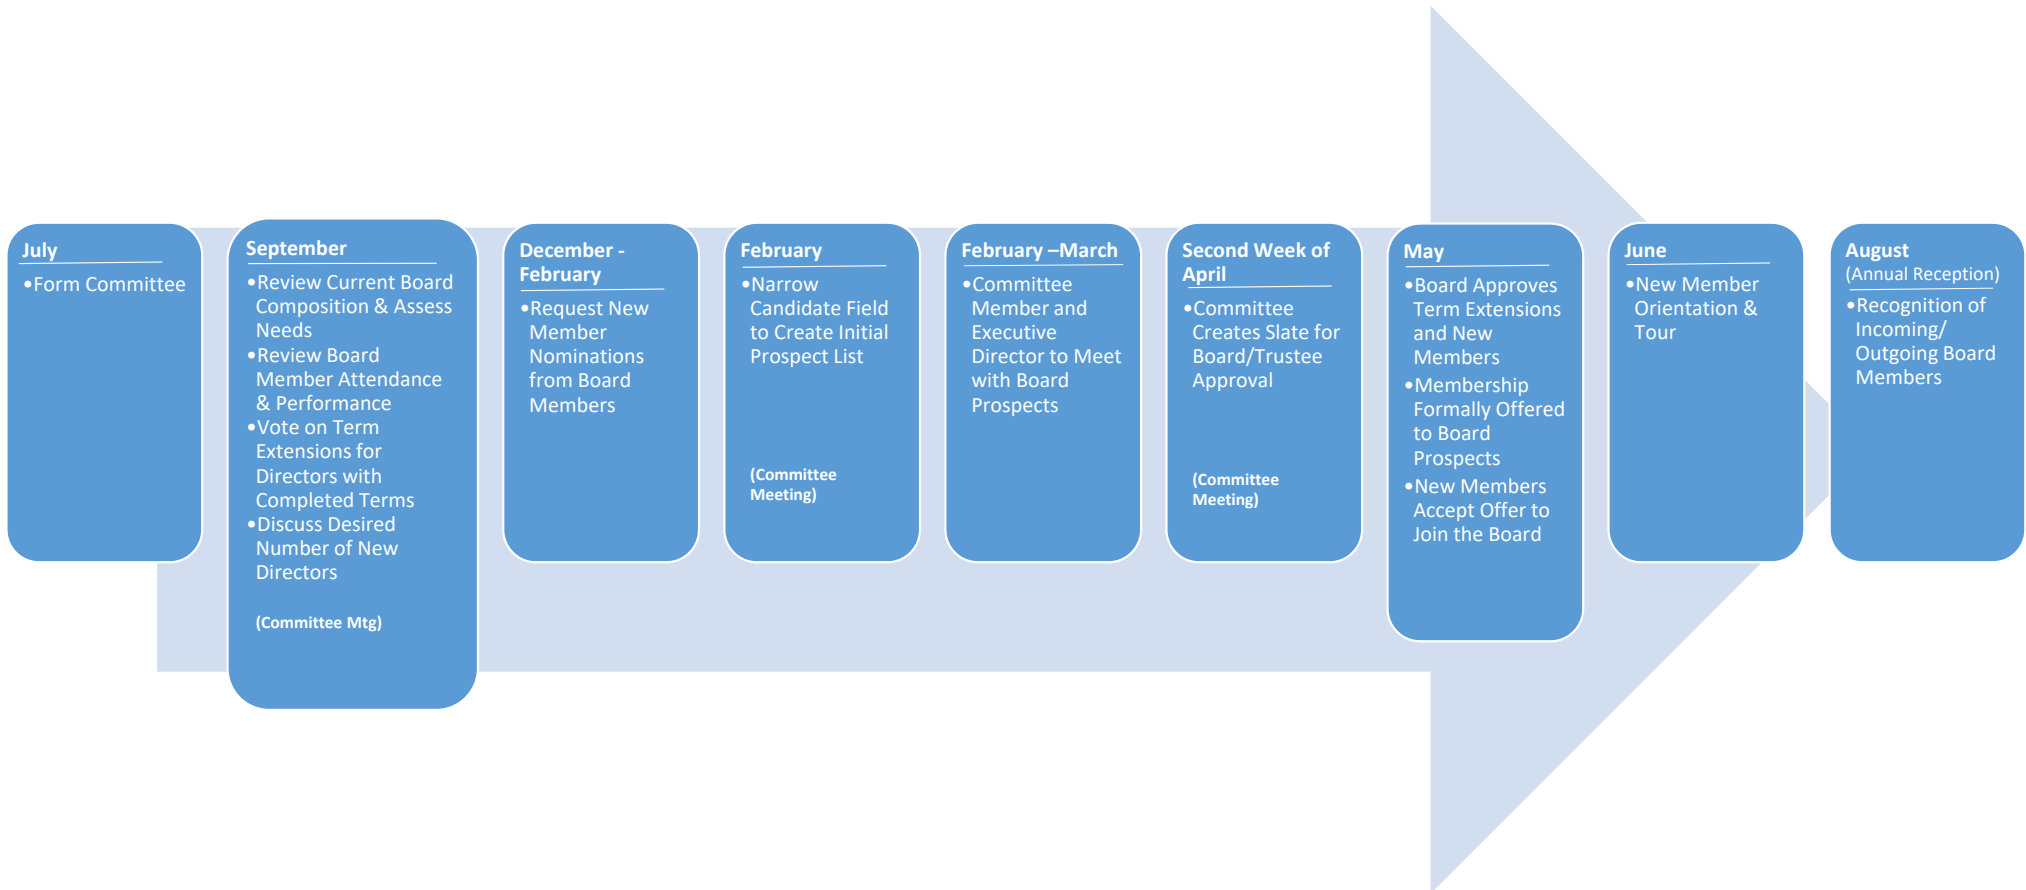 July
•Form Committee
September
•Review Current Board
Composition & Assess
Needs
•Review Board
Member Attendance
& Performance
•Vote on Term
Extensions for
Directors with
Completed Terms
•Discuss Desired
Number of New
Directors
(Committee Mtg)
December -
February
•Request New
Member
Nominations
from Board
Members
February
•Narrow
Candidate Field
to Create Initial
Prospect List
(Committee
Meeting)
February –March
•Committee
Member and
Executive
Director to Meet
with Board
Prospects
Second Week of
April
•Committee
Creates Slate for
Board/Trustee
Approval
(Committee
Meeting)
May
•Board Approves
Term Extensions
and New
Members
•Membership
Formally Offered
to Board
Prospects
•New Members
Accept Offer to
Join the Board
June
•New Member
Orientation &
Tour
August
(Annual Reception)
•Recognition of
Incoming/
Outgoing Board
Members